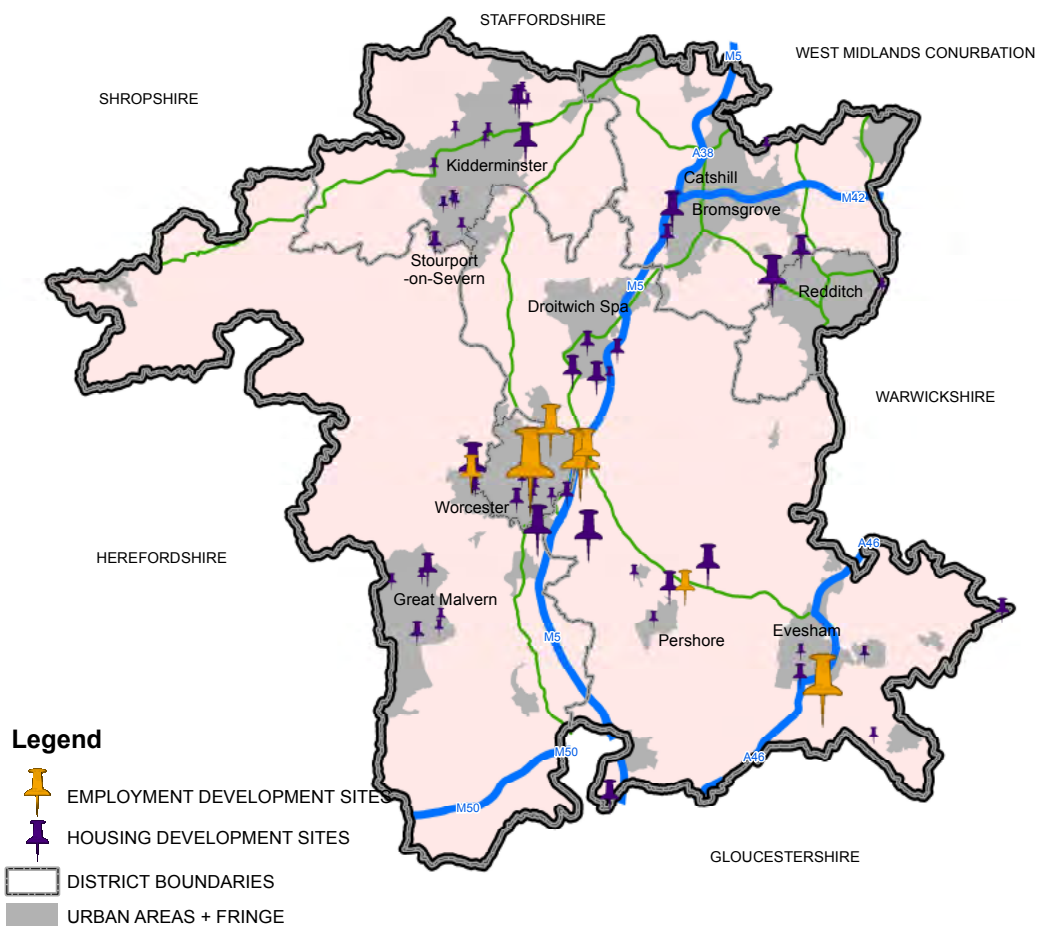 STAFFORDSHIRE
WEST MIDLANDS CONURBATION
M5
SHROPSHIRE
A38
Kidderminster
Catshill
M42
Bromsgrove
Stourport
-on-Severn
M5
Redditch
Droitwich Spa
WARWICKSHIRE
Worcester
A46
HEREFORDSHIRE
Great Malvern
Evesham
M5
Pershore
Legend
M50
A46
EMPLOYMENT DEVELOPMENT SITES
M50
HOUSING DEVELOPMENT SITES
GLOUCESTERSHIRE
DISTRICT BOUNDARIES
URBAN AREAS + FRINGE